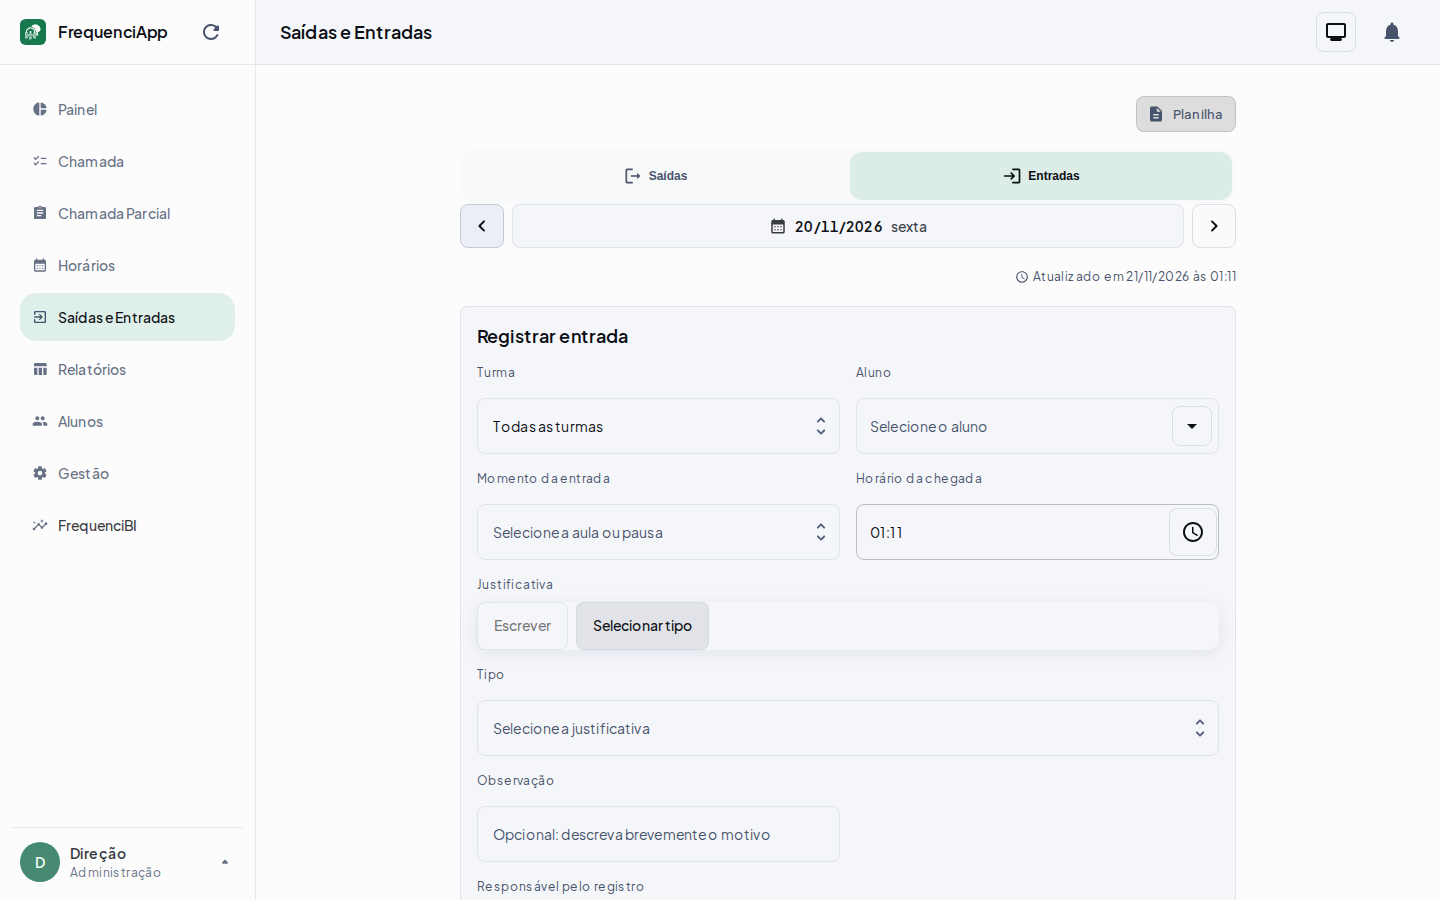 FrequenciApp
Painel
Chamada
Chamada Parcial
Horários
Saídas e Entradas
Relatórios
Alunos
Gestão
FrequenciBI
D
Direção
Administração
Saídas e Entradas
Planilha
Saídas
Entradas
20/11/2026 sexta
Atualizado em 21/11/2026 às 01:11
Registrar entrada
Turma
Aluno
Todas as turmas
Selecione o aluno
Momento da entrada
Horário da chegada
Selecione a aula ou pausa
01:11
Justificativa
Escrever
Selecionar tipo
Tipo
Selecione a justificativa
Observação
Opcional: descreva brevemente o motivo
Responsável pelo registro